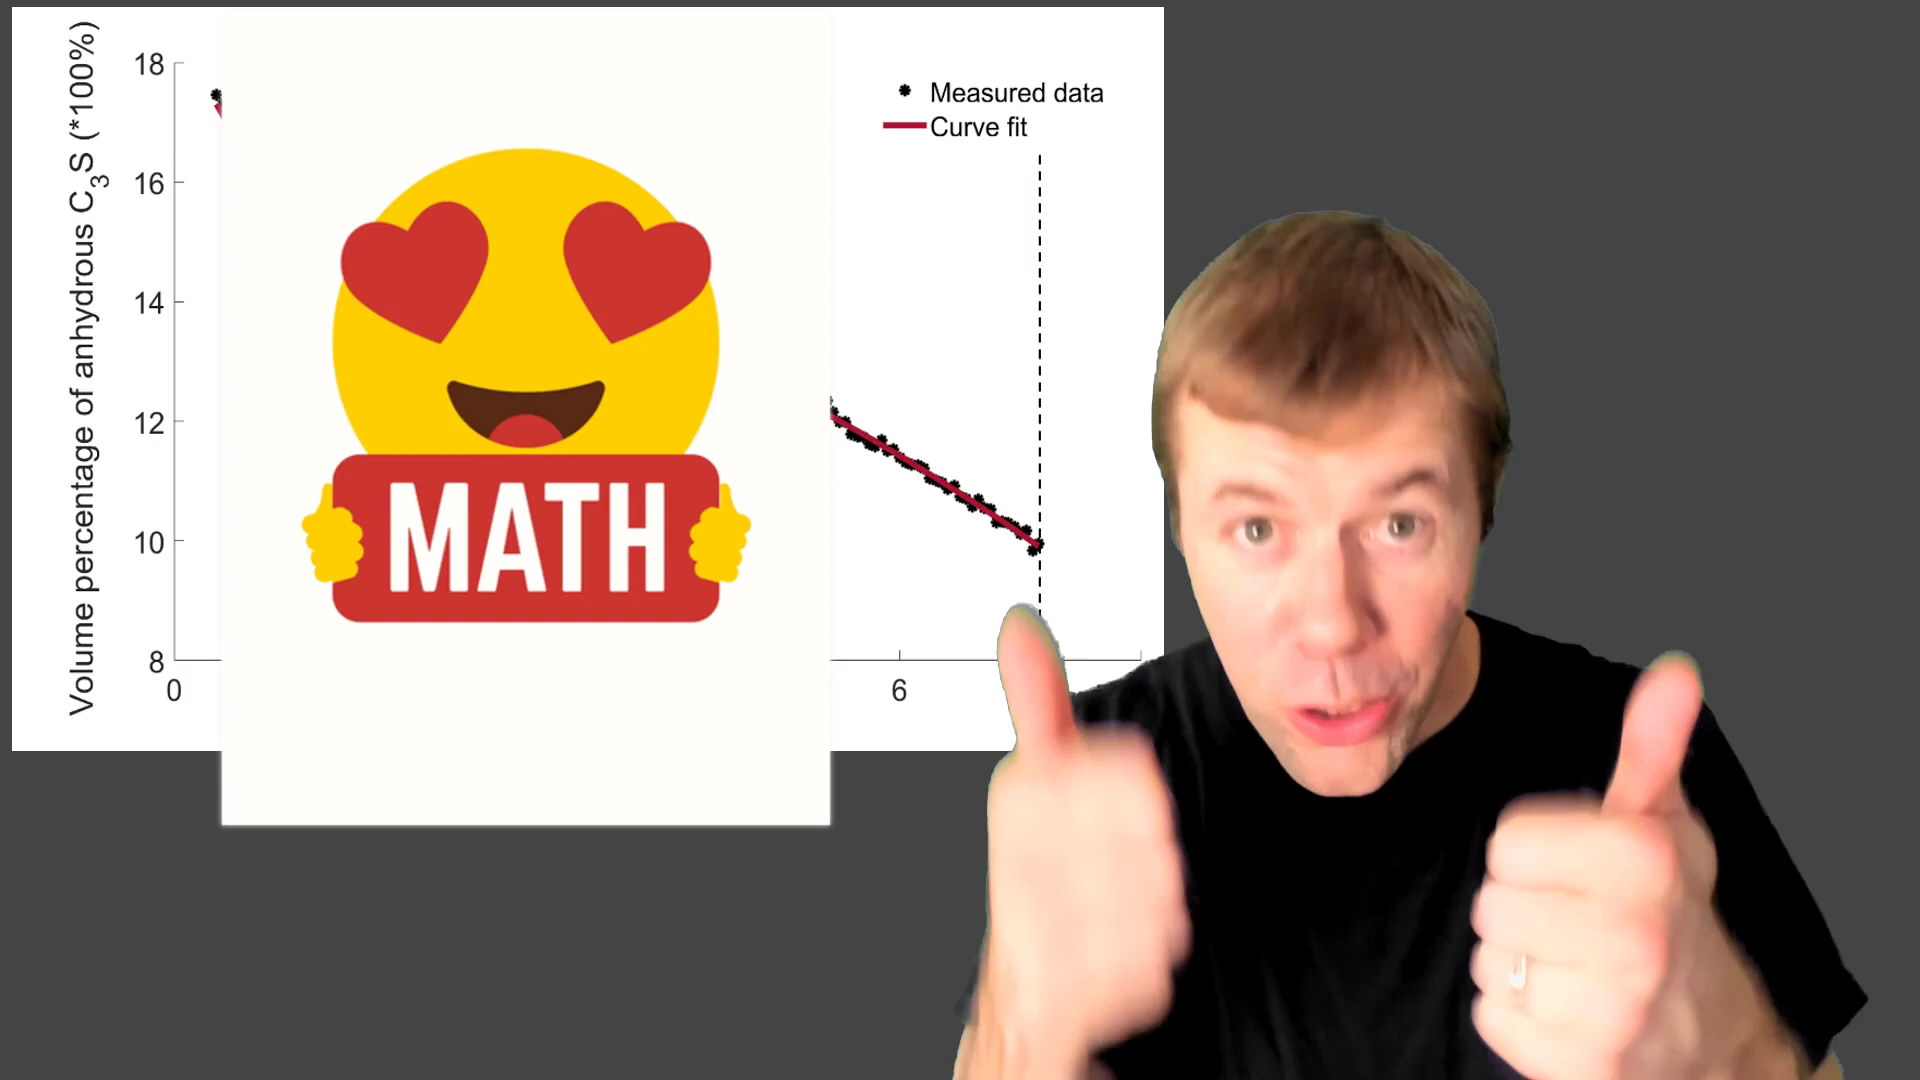 Volume percentage of anhydrous C3S (*100%)
18
16
14
12
10
8
0
6
Measured data
Curve fit
MATH